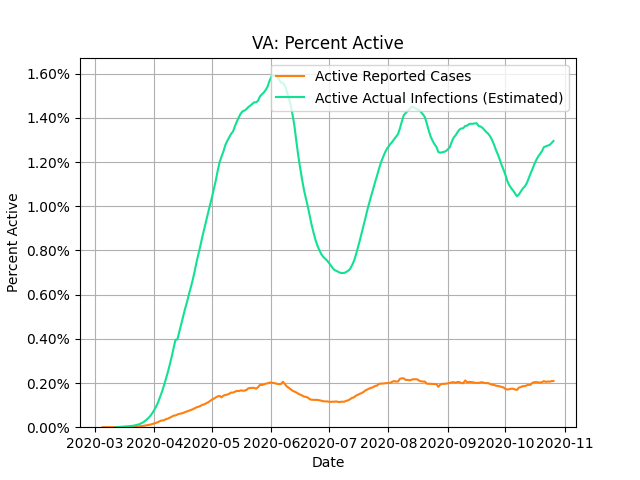 VA: Percent Active
Active Reported Cases
Active Actual Infections (Estimated)
Percent Active
1.60%
1.40%
1.20%
1.00%
0.80%
0.60%
0.40%
0.20%
0.00%
2020-03 2020-04 2020-05 2020-06 2020-07 2020-08 2020-09 2020-10 2020-11
Date